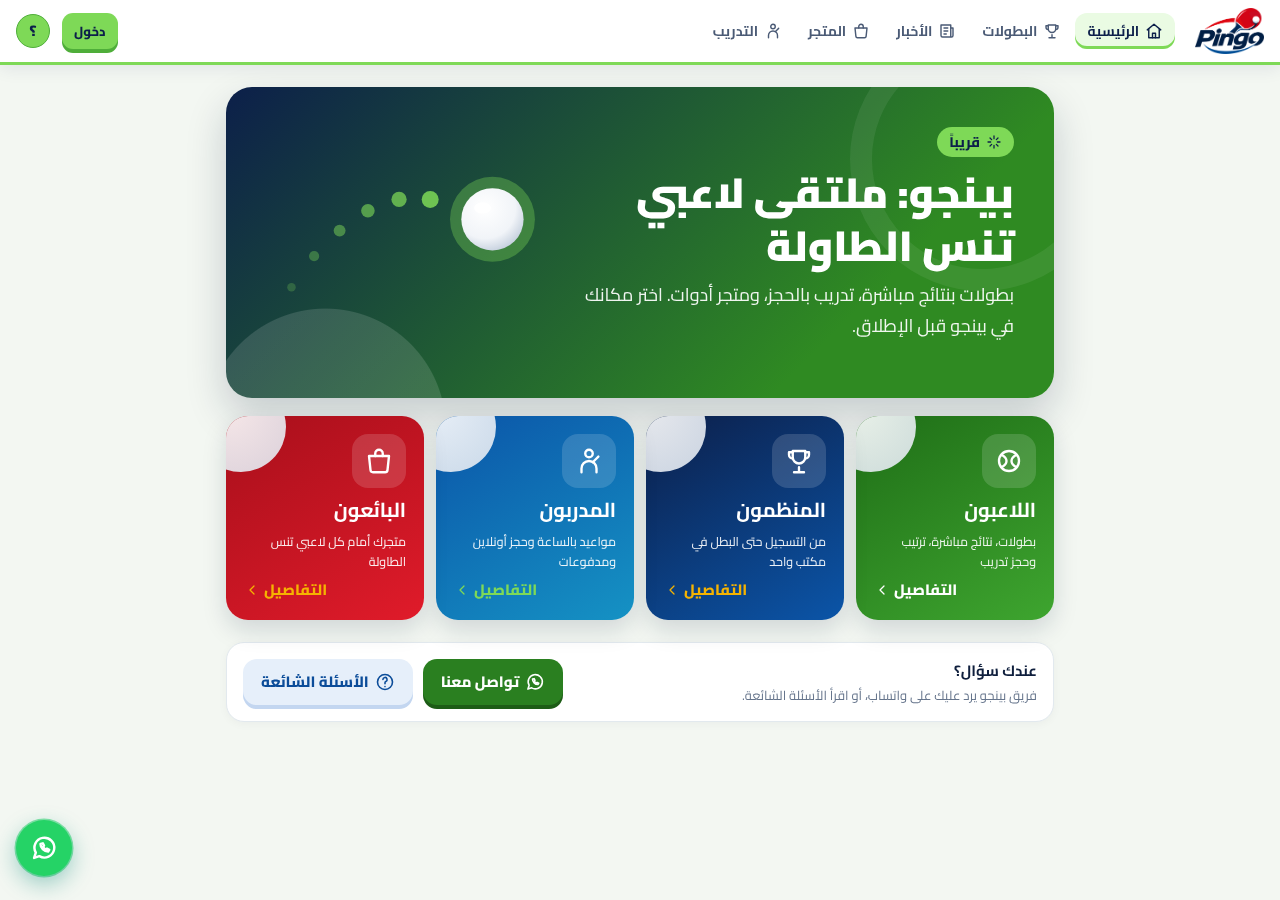 Pingo
الرئيسية
البطولات
الأخبار
المتجر
التدريب
دخول
؟
قريباً
بينجو: ملتقى لاعبي
تنس الطاولة
بطولات بنتائج مباشرة، تدريب بالحجز، ومتجر أدوات. اختر مكانك
في بينجو قبل الإطلاق.
اللاعبون
بطولات، نتائج مباشرة، ترتيب
وحجز تدريب
التفاصيل
المنظمون
من التسجيل حتى البطل في
مكتب واحد
التفاصيل
المدربون
مواعيد بالساعة وحجز أونلاين
ومدفوعات
التفاصيل
البائعون
متجرك أمام كل لاعبي تنس
الطاولة
التفاصيل
عندك سؤال؟
فريق بينجو يرد عليك على واتساب، أو اقرأ الأسئلة الشائعة.
تواصل معنا
الأسئلة الشائعة